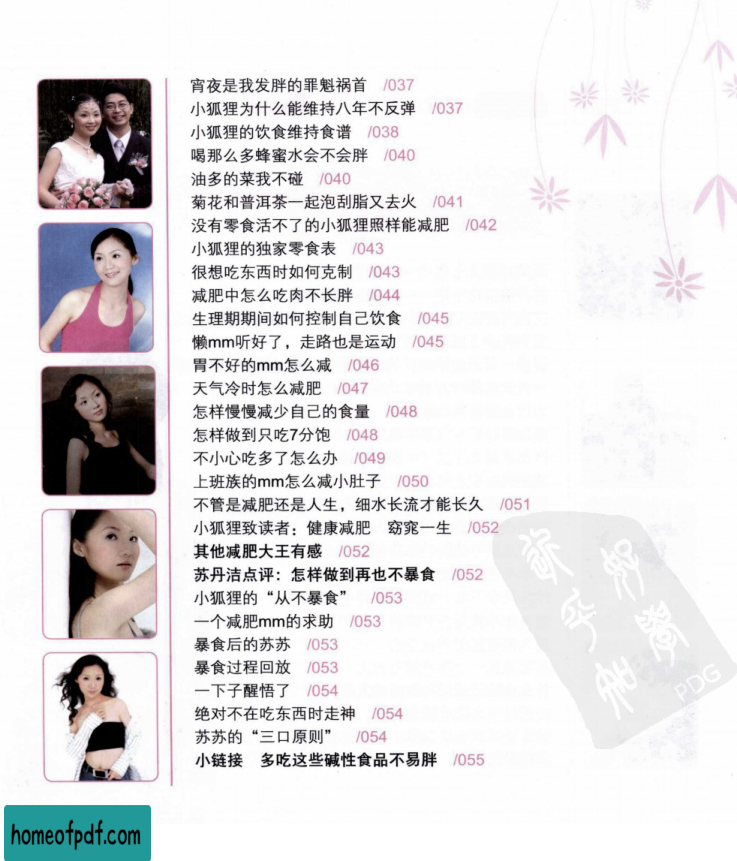 宵夜是我发胖的罪魁祸首 /037
小狐狸为什么能维持八年不反弹 /037
小狐狸的饮食维持食谱 /038
喝那么多蜂蜜水会不会胖 /040
油多的菜我不碰 /040
菊花和普洱茶一起泡刮脂又去火 /041
没有零食活不了的小狐狸照样能减肥 /042
小狐狸的独家零食表 /043
很想吃东西时如何克制 /043
减肥中怎么吃肉不长胖 /044
生理期期间如何控制自己饮食 /045
懒mm听好了，走路也是运动 /045
胃不好的mm怎么减 /046
天气冷时怎么减肥 /047
怎样慢慢减少自己的食量 /048
怎样做到只吃7分饱 /048
不小心吃多了怎么办 /049
上班族的mm怎么减小肚子 /050
不管是减肥还是人生，细水长流才能长久 /051
小狐狸致读者：健康减肥 窈窕一生 /052
其他减肥大王有感 /052
苏丹洁点评：怎样做到再也不暴食 /052
小狐狸的“从不暴食” /053
一个减肥mm的求助 /053
暴食后的苏苏 /053
暴食过程回放 /053
一下子醒悟了 /054
绝对不在吃东西时走神 /054
苏苏的“三口原则” /054
小链接 多吃这些碱性食品不易胖 /055
PDG
homeofpdf.com